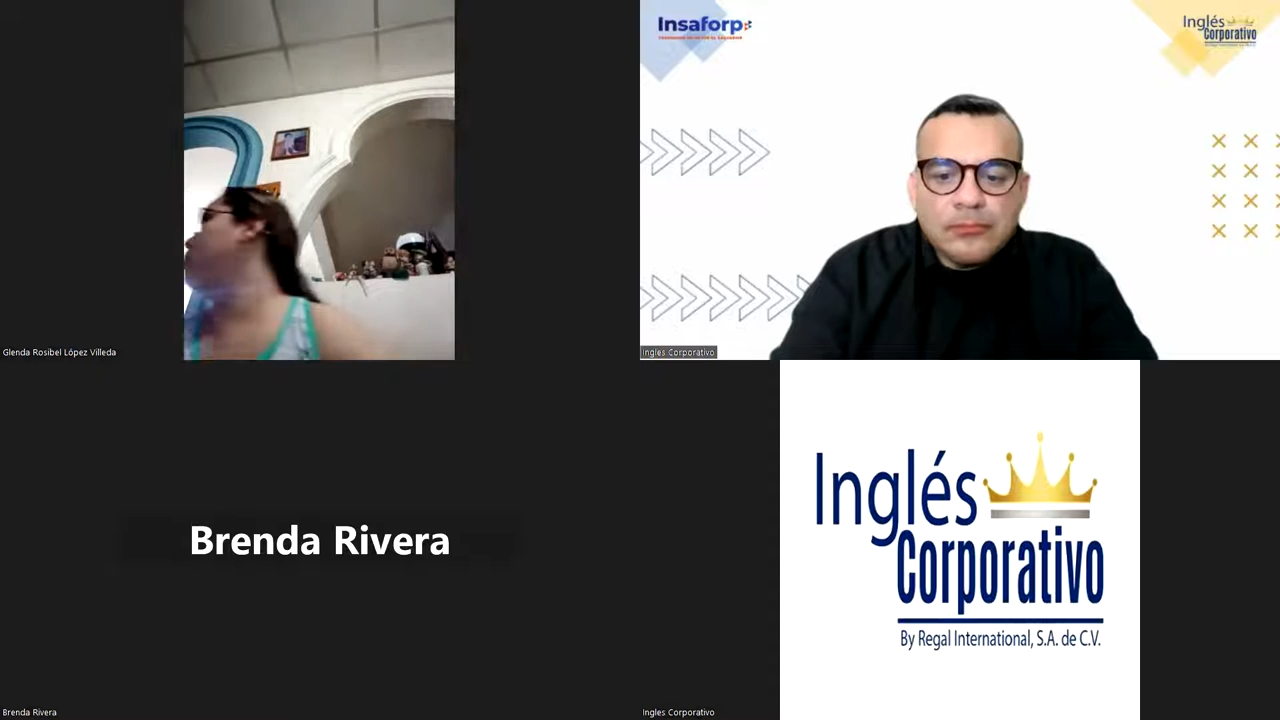 Insaforp
Inglés
Corporativo
Glenda Rosibel López Villeda
Ingles Corporativo
Brenda Rivera
Brenda Rivera
Inglés
Corporativo
By Regal International, S.A. de C.V.
Ingles Corporativo